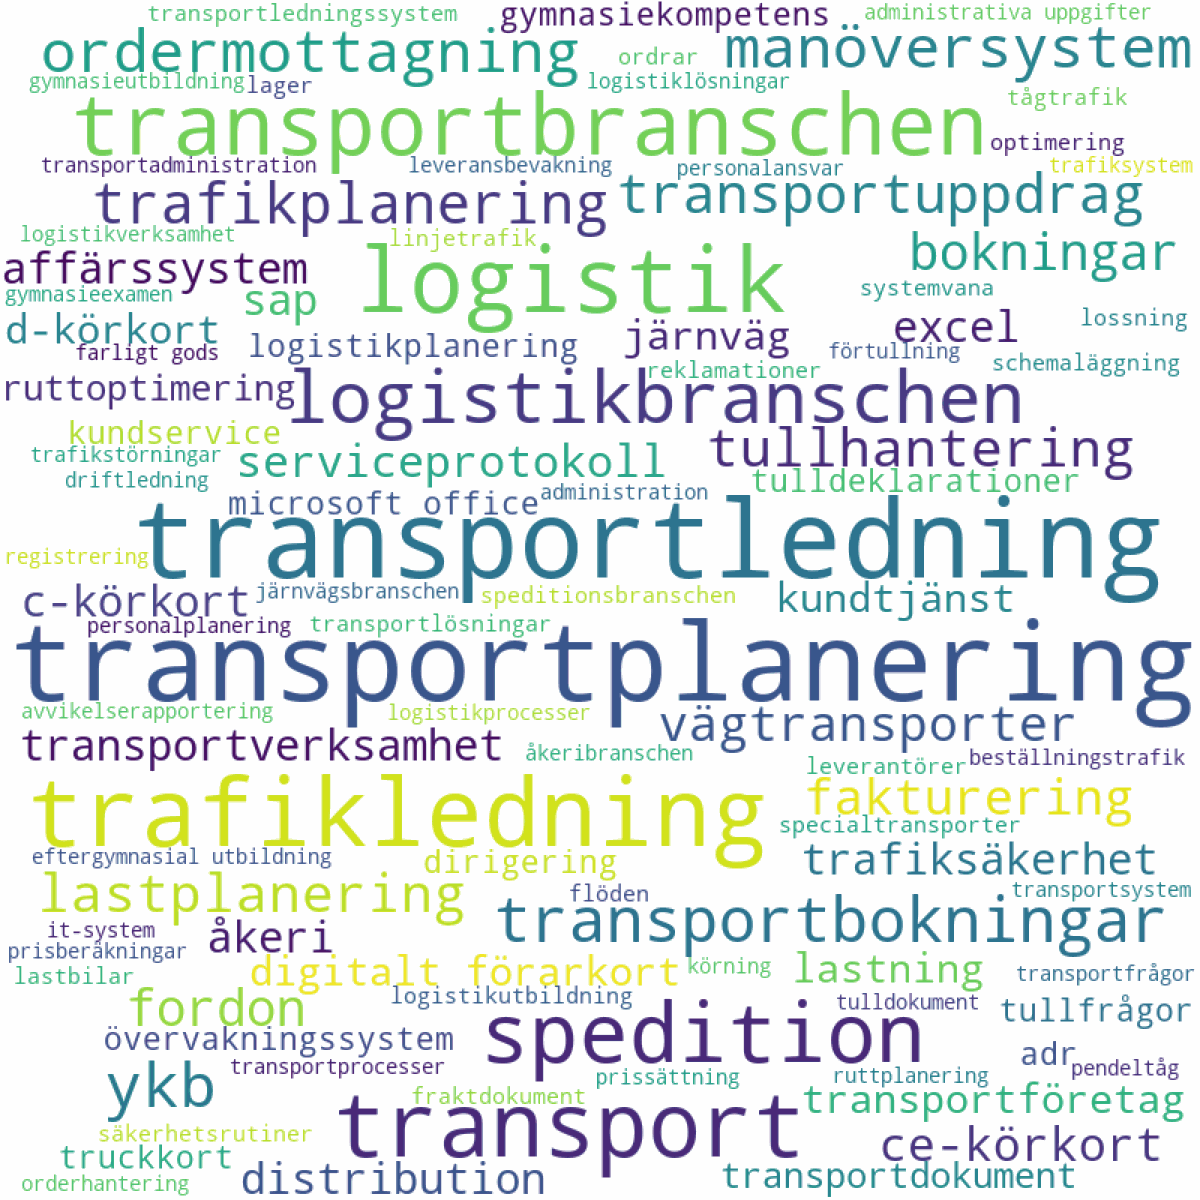 transportledningssystem gymnasiekompetens administrativa uppgifter
ordermottagning ordrar manöversystem
gymnasieutbildning lager logistiklösningar tågtrafik
transportbranschen optimering
transportadministration leveransbevakning personalansvar trafiksystem
trafikplanering transportuppdrag
logistikverksamhet linjetrafik bokningar
affärssystem logistik systemvana
gymnasieexamen sap lossning
d-körkort järnväg excel
farligt gods logistikplanering förtullning schemaläggning
ruttoptimering logistikbranschen reklamationer
kundservice tullhantering
trafikstörningar serviceprotokoll tulldeklarationer
driftledning microsoft office administration
transportledning
registrering
c-körkort järnvägsbranschen speditionsbranschen kundtjänst
personalplanering transportlösningar
transportplanering
avvikelserapportering logistikprocesser vägtransporter
transportverksamhet åkeribranschen beställningstrafik
leverantörer
trafikledning fakturering
specialtransporter
eftergymnasial utbildning dirigering trafiksäkerhet
lastplanering flöden transportsystem
it-system åkeri transportbokningar
prisberäkningar
lastbilar digitalt förarkort körning lastning transportfrågor
fordon logistikutbildning tulldokument tullfrågor
övervakningssystem spedition adr
transportprocesser prissättning ruttplanering pendeltåg
ykb fraktdokument transportföretag
säkerhetsrutiner transport ce-körkort
truckkort
orderhantering distribution transportdokument